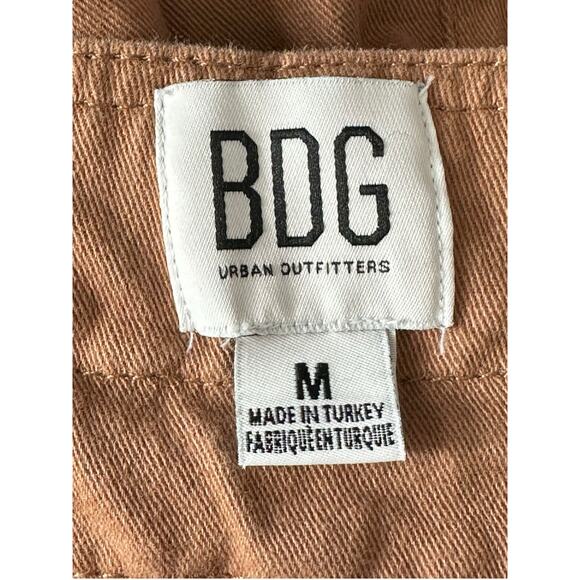 BDG
URBAN OUTFITTERS
M
MADE IN TURKEY
FABRIQUÉ EN TURQUIE